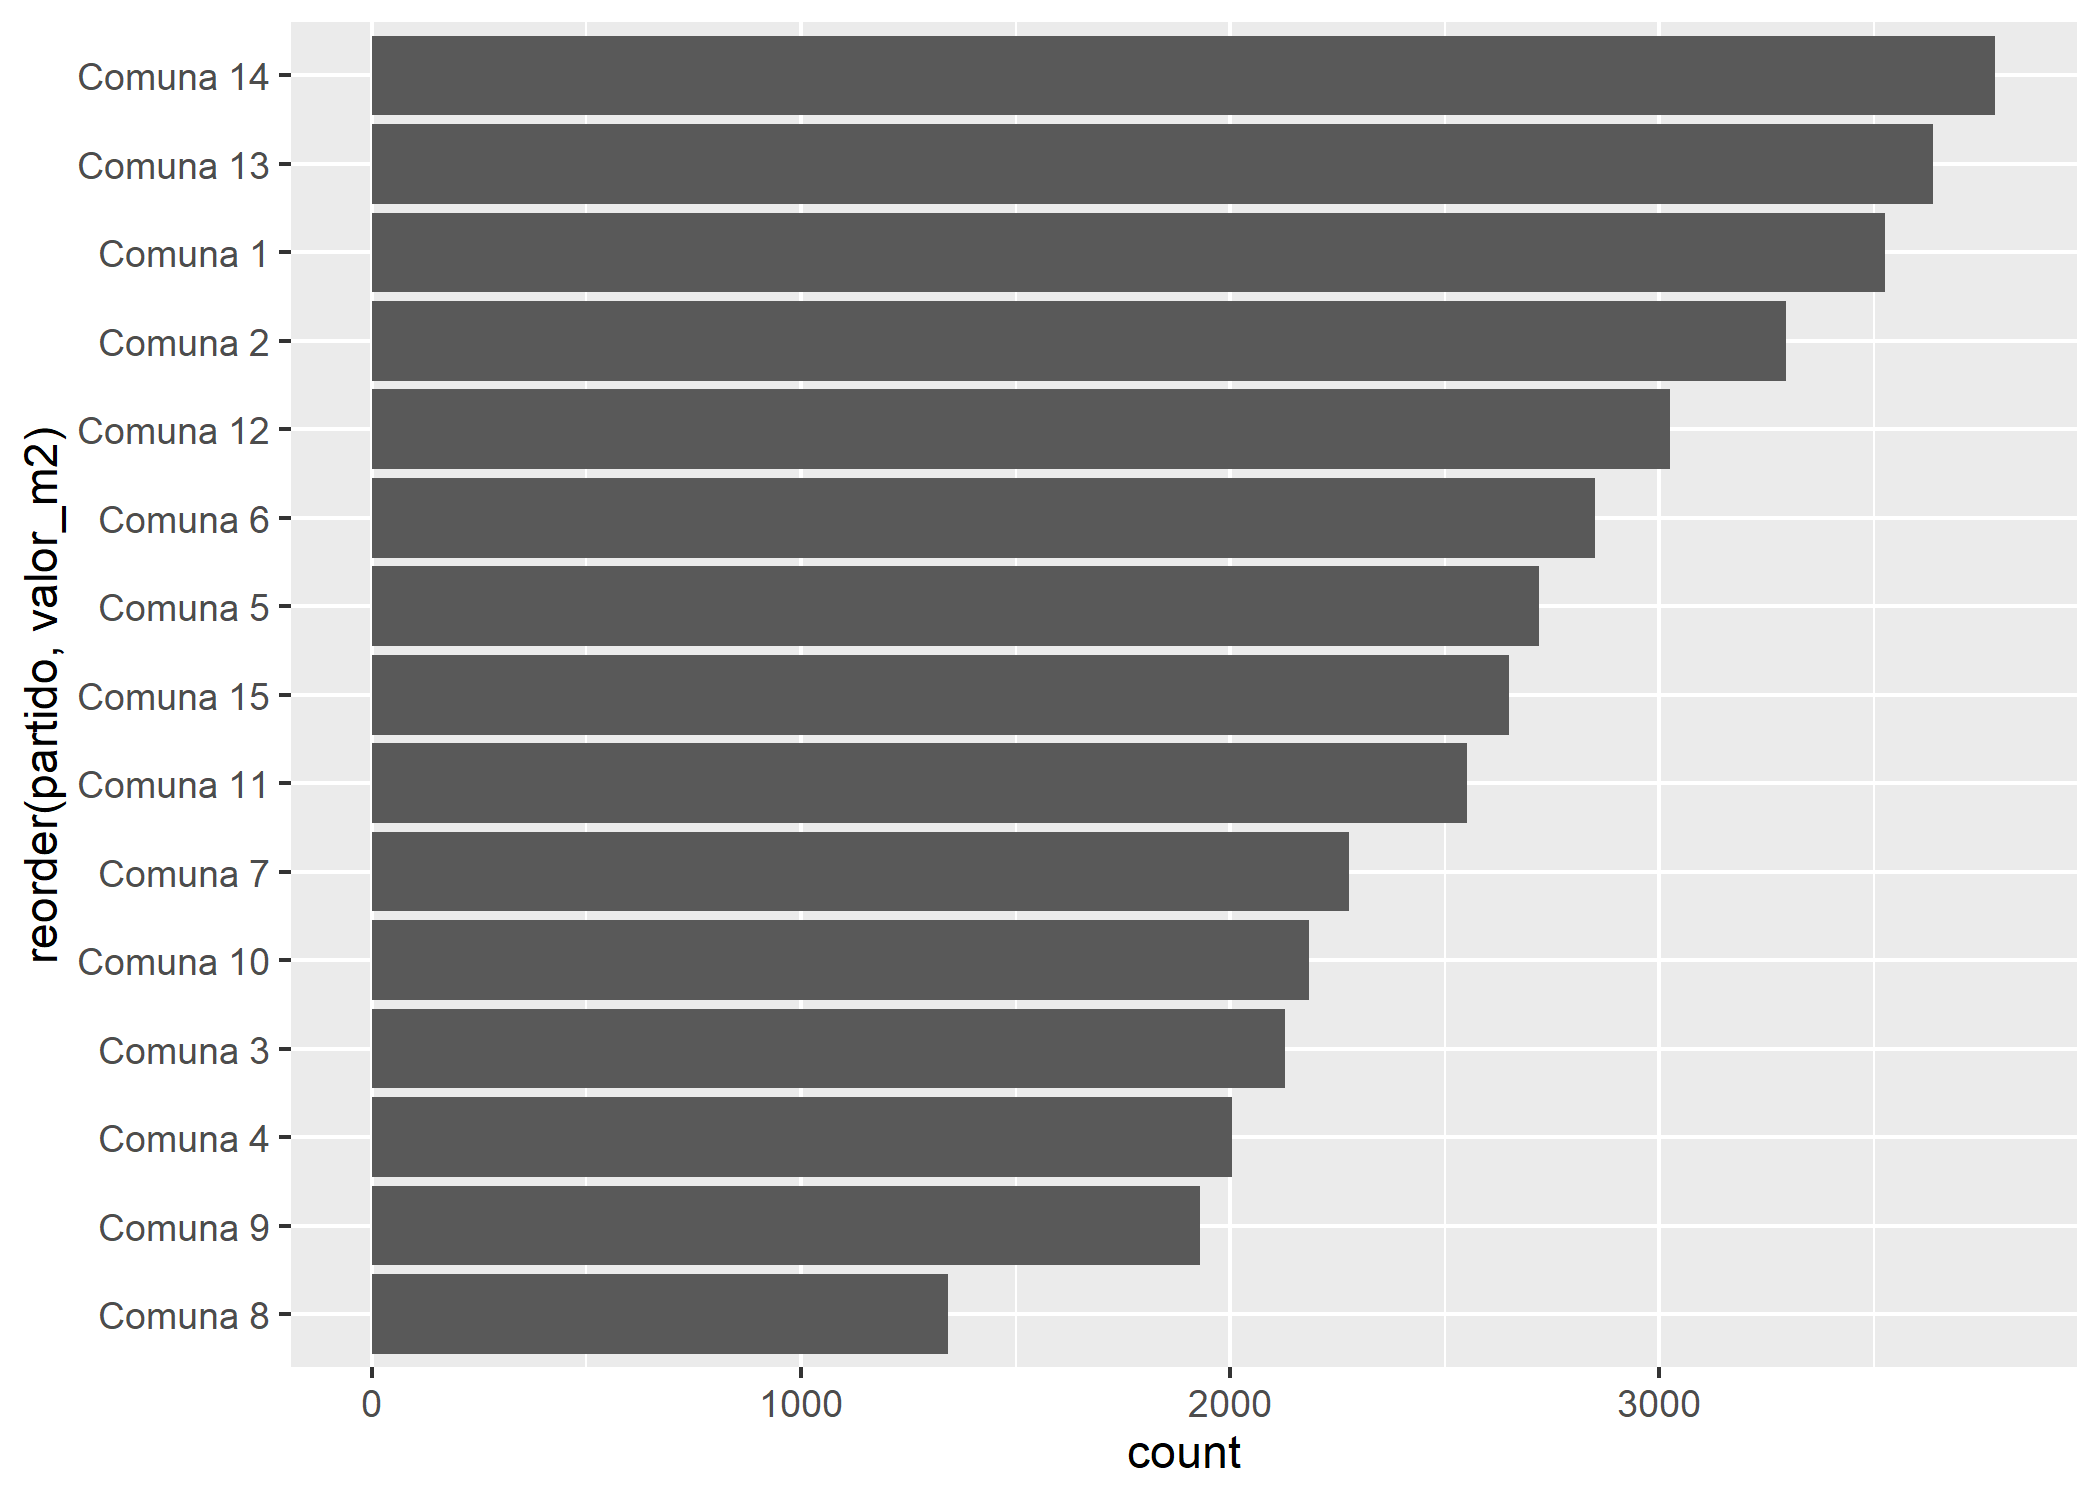 Comuna 14
Comuna 13
Comuna 1
Comuna 2
Comuna 12
Comuna 6
Comuna 5
Comuna 15
Comuna 11
Comuna 7
Comuna 10
Comuna 3
Comuna 4
Comuna 9
Comuna 8
reorder(partido, valor_m2)
0 1000 2000 3000
count